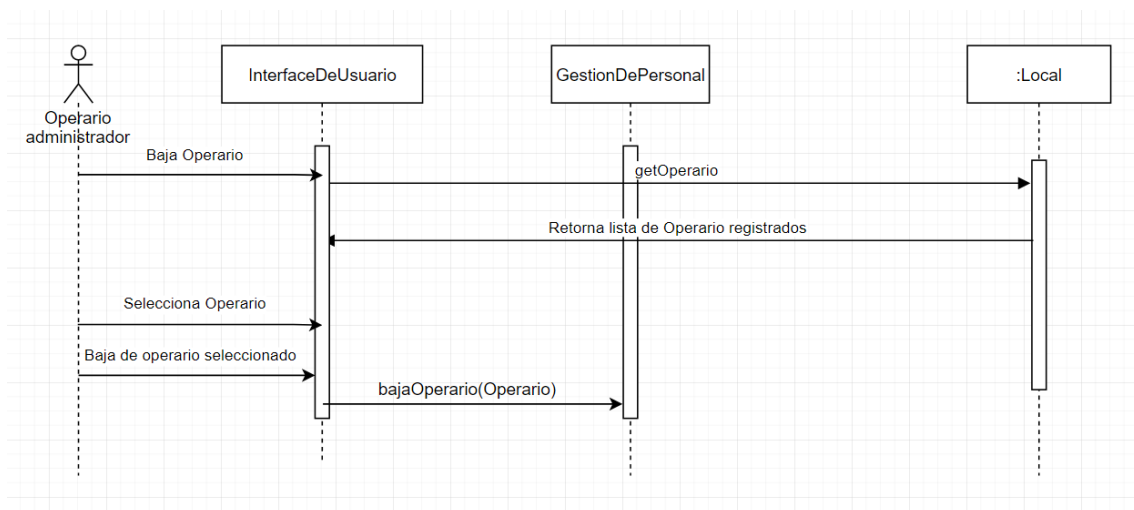 InterfaceDeUsuario
GestionDePersonal
:Local
Operario
administrador
Baja Operario
getOperario
Retorna lista de Operario registrados
Selecciona Operario
Baja de operario seleccionado
bajaOperario(Operario)